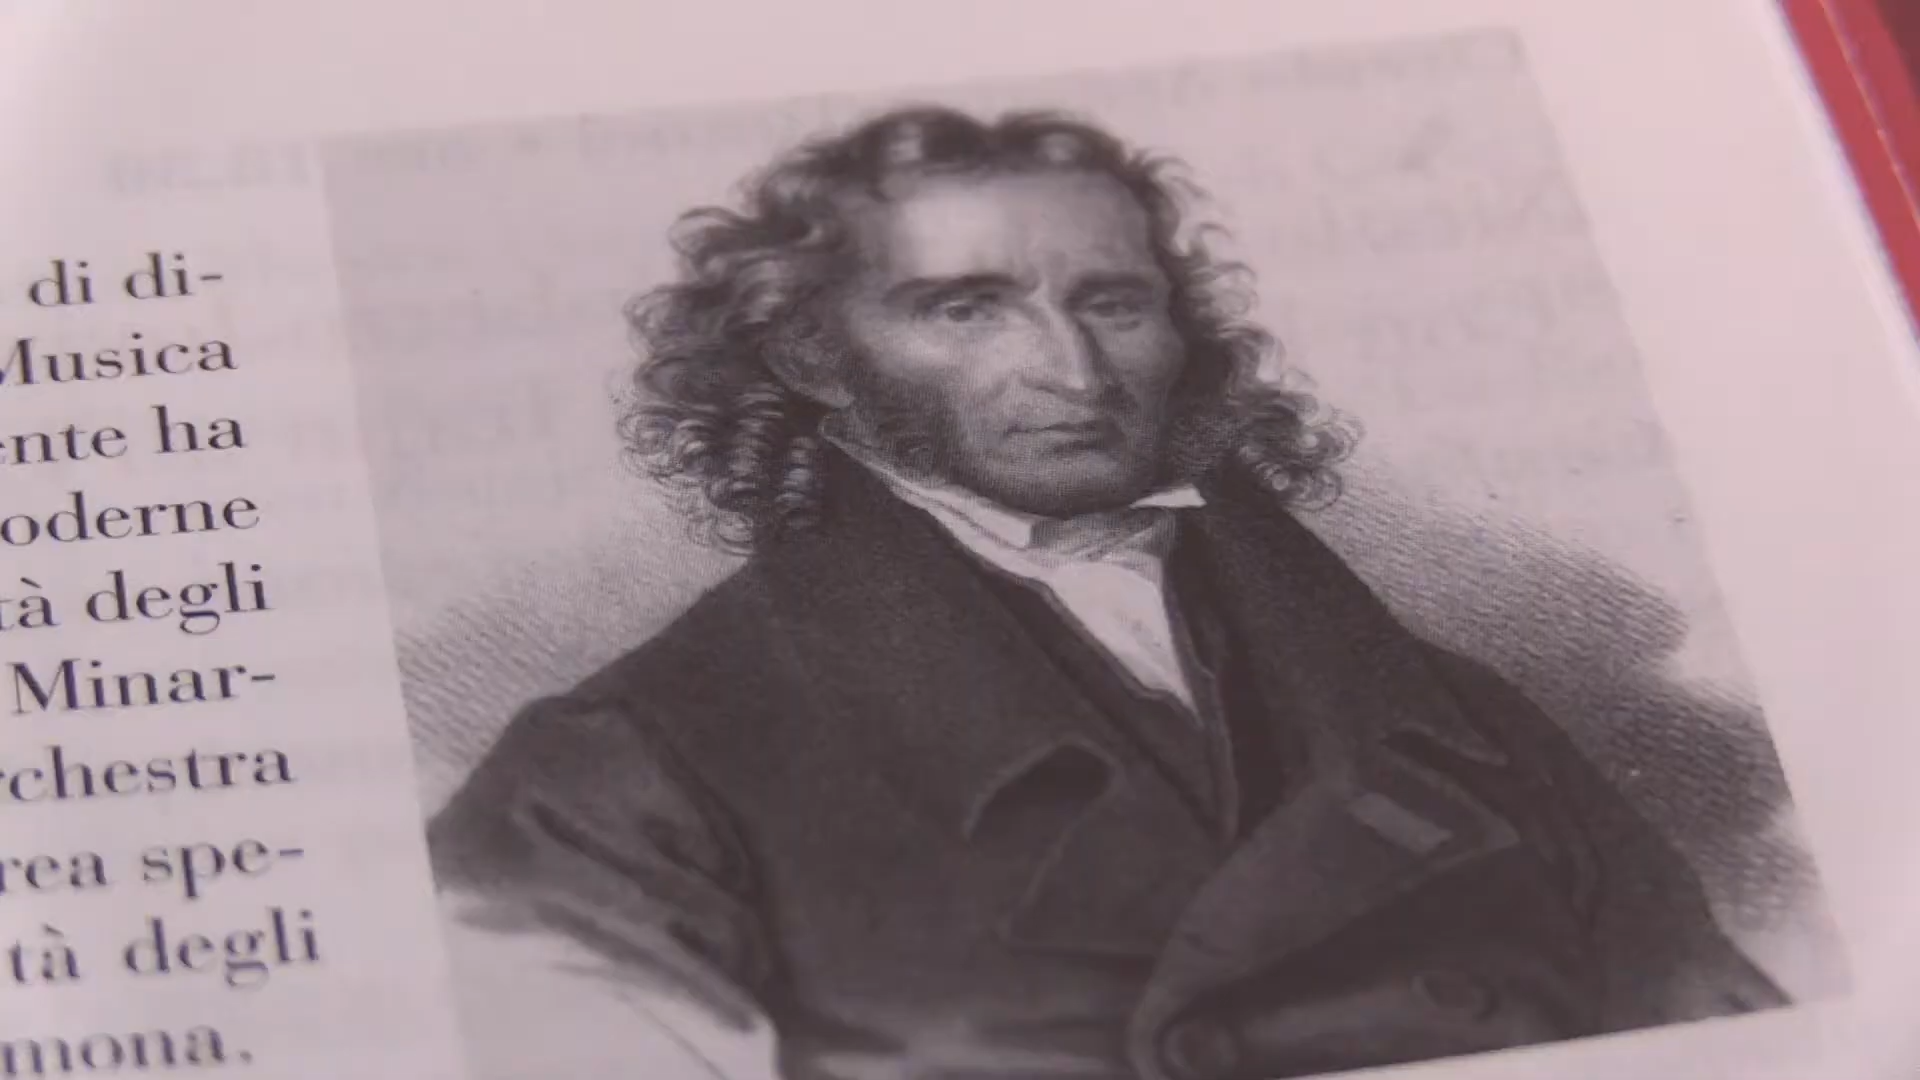 di di-
Musica
ente ha
oderne
tà degli
Minar-
rchestra
rea spe-
tà degli
mona.